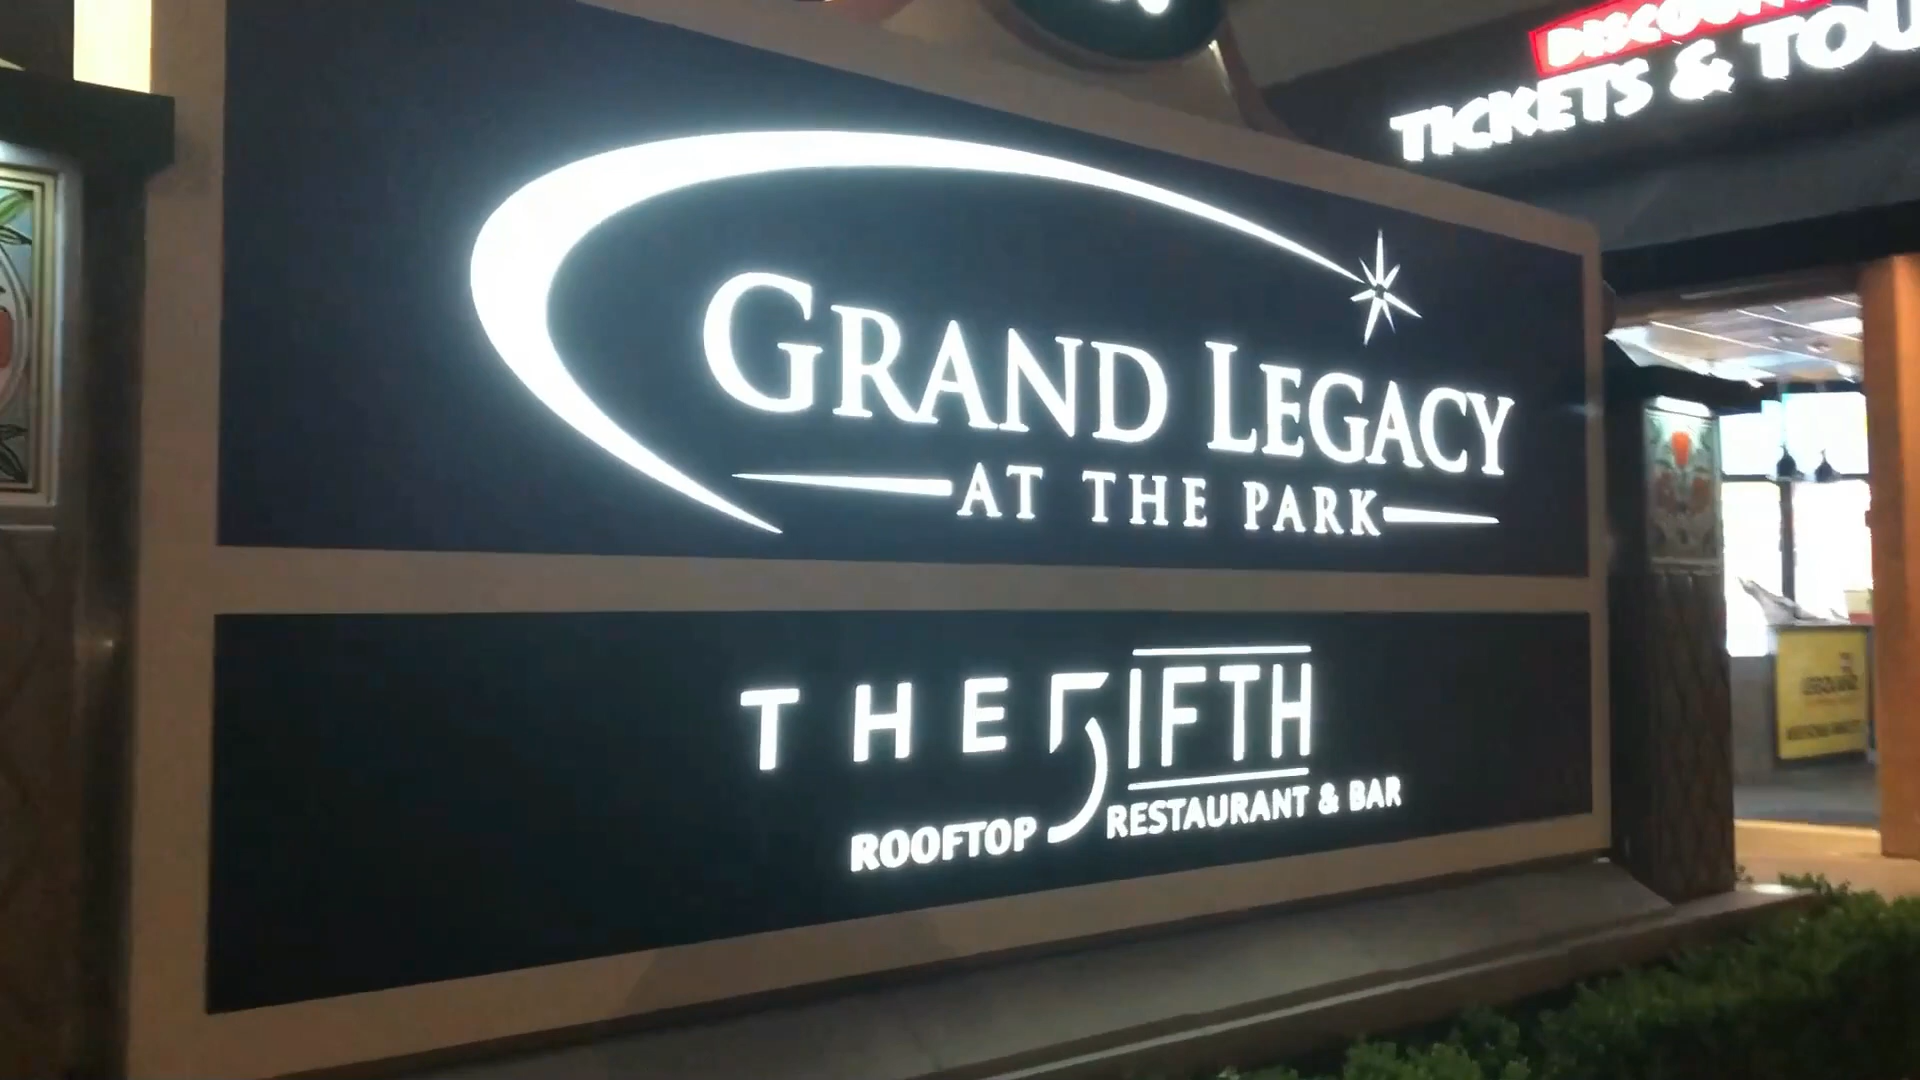 DISCOUNT
TICKETS & TOU
GRAND LEGACY
AT THE PARK
THE 5IFTH
ROOFTOP RESTAURANT & BAR